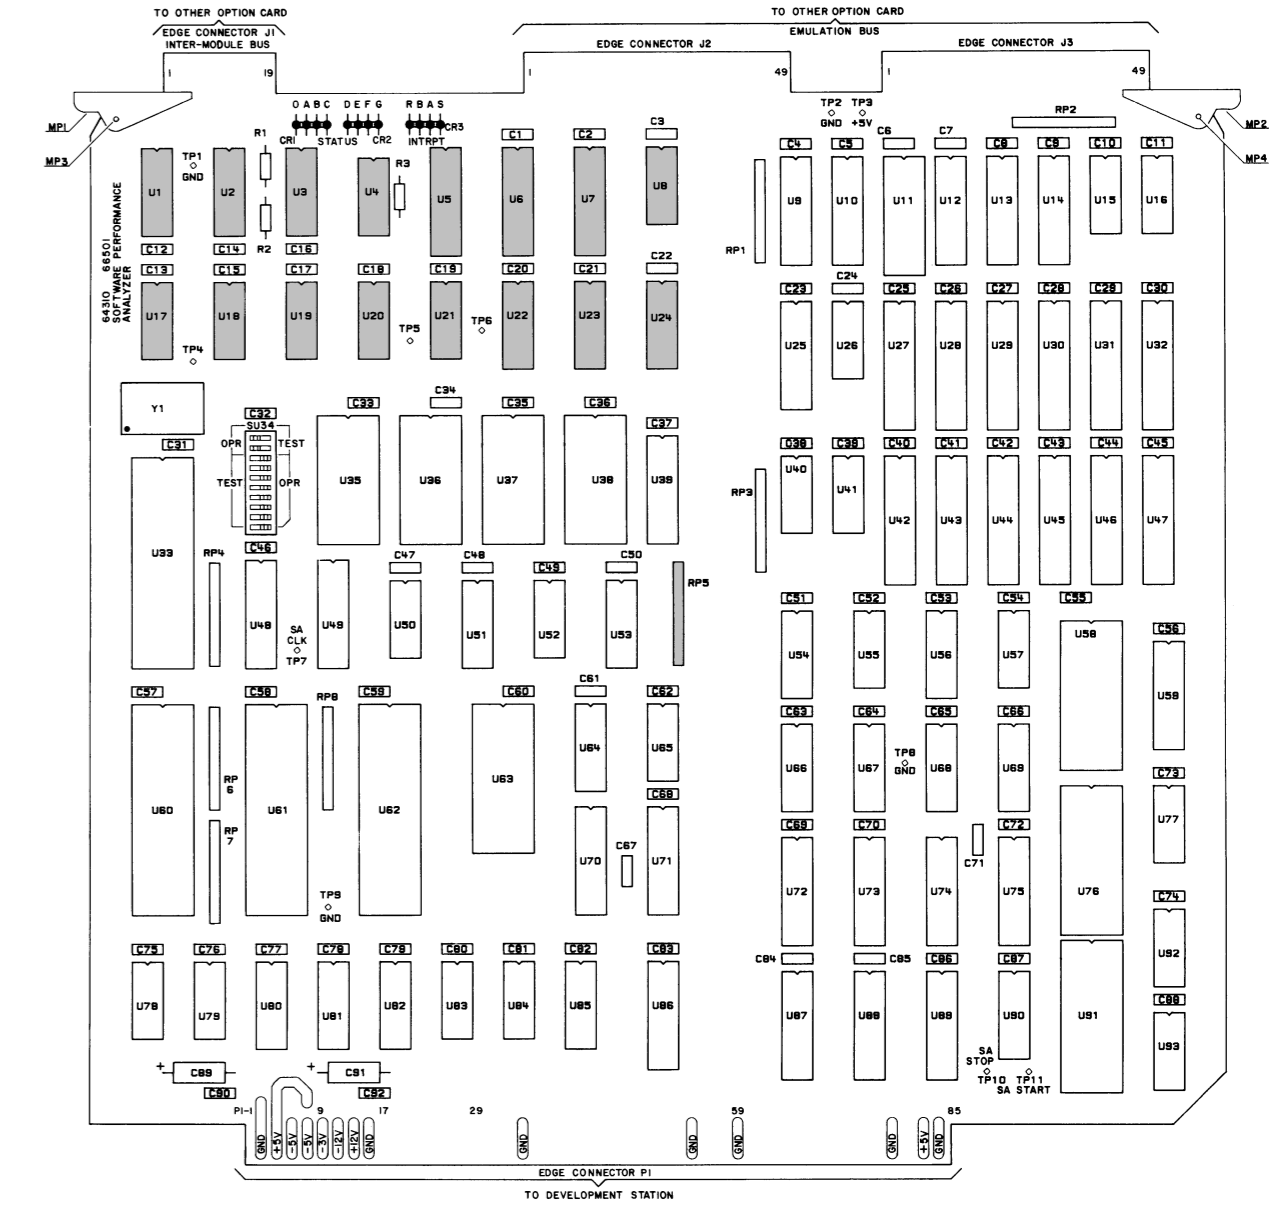 TO OTHER OPTION CARD
EDGE CONNECTOR J1
INTER-MODULE BUS
TO OTHER OPTION CARD
EMULATION BUS
EDGE CONNECTOR J2
EDGE CONNECTOR J3
1 19 1 49 1 49
MP1
MP3
MP2
MP4
O A B C D E F G R B A S
CR1 STATUS CR2 INTRPT CR3
TP2 TP3
GND +5V
RP2
R1 C1 C2 C3 C4 C5 C6 C7 C8 C9 C10 C11
TP1
GND
R3
U1 U2 U3 U4 U5 U6 U7 U8 U9 U10 U11 U12 U13 U14 U15 U16
R2
RP1
64310 66501
SOFTWARE PERFORMANCE
ANALYZER
C12 C14 C16
C13 C15 C17 C18 C19 C20 C21 C22
C24
C23 C25 C26 C27 C28 C29 C30
U17 U18 U19 U20 U21 U22 U23 U24 U25 U26 U27 U28 U29 U30 U31 U32
TP4 TP5 TP6
Y1
C32 C33 C34 C35 C36 C37
SU34
OPR TEST
TEST OPR
C31
C38 C39 C40 C41 C42 C43 C44 C45
U33 U35 U36 U37 U38 U39 U40 U41 U42 U43 U44 U45 U46 U47
RP3
RP4 C46 C47 C48 C49 C50
RP5
U48 U49 U50 U51 U52 U53
SA
CLK
TP7
C51 C52 C53 C54 C55 C56
U54 U55 U56 U57 U58 U59
C57 C58 RP8 C59 C60 C61 C62
C63 C64 C65 C66
U60 U61 U62 U63 U64 U65 U66 U67 U68 U69
RP
6
RP
7
TP8
GND
C68 C73
C67
C69 C70 C71 C72
U70 U71 U72 U73 U74 U75 U76 U77
TP9
GND
C74
C75 C76 C77 C78 C79 C80 C81 C82 C83
C84 C85 C86 C87
C88
U78 U79 U80 U81 U82 U83 U84 U85 U86 U87 U88 U89 U90 U91 U92 U93
+ C89
+ C91
C90 C92
SA
STOP
TP10 TP11
SA START
P1-1 9 17 29 59 85
GND +5V -5V -5V -3V -12V +12V GND GND GND GND GND +5V GND
EDGE CONNECTOR P1
TO DEVELOPMENT STATION